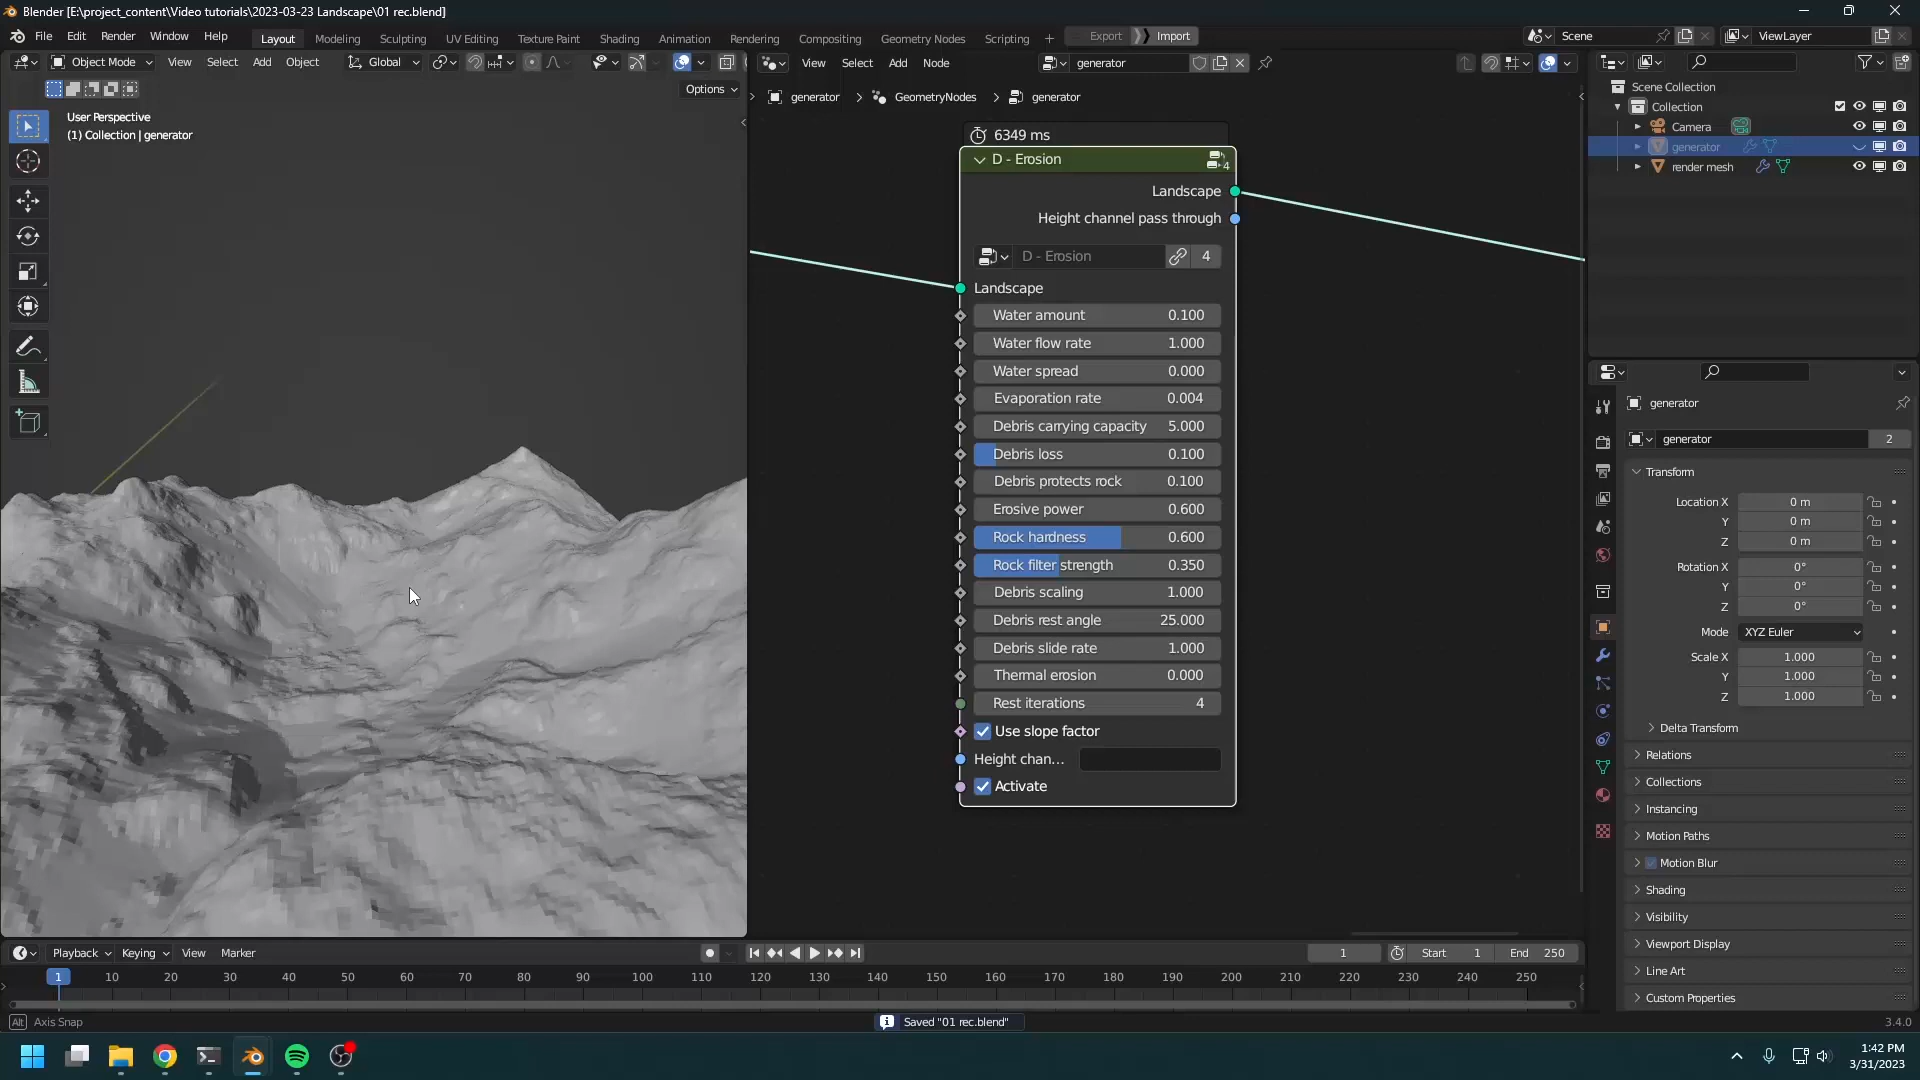 Blender [E:\project_content\Video tutorials\2023-03-23 Landscape\01 rec.blend]
File Edit Render Window Help Layout Modeling Sculpting UV Editing Texture Paint Shading Animation Rendering Compositing Geometry Nodes Scripting + Export Import Scene ViewLayer
Object Mode View Select Add Object Global
Options
User Perspective
(1) Collection | generator
View Select Add Node generator
generator > GeometryNodes > generator
6349 ms
D - Erosion 4
Landscape
Height channel pass through
D - Erosion 4
Landscape
Water amount 0.100
Water flow rate 1.000
Water spread 0.000
Evaporation rate 0.004
Debris carrying capacity 5.000
Debris loss 0.100
Debris protects rock 0.100
Erosive power 0.600
Rock hardness 0.600
Rock filter strength 0.350
Debris scaling 1.000
Debris rest angle 25.000
Debris slide rate 1.000
Thermal erosion 0.000
Rest iterations 4
Use slope factor
Height chan...
Activate
Scene Collection
Collection
Camera
generator
render mesh
generator
generator 2
Transform
Location X 0 m
Y 0 m
Z 0 m
Rotation X 0°
Y 0°
Z 0°
Mode XYZ Euler
Scale X 1.000
Y 1.000
Z 1.000
Delta Transform
Relations
Collections
Instancing
Motion Paths
Motion Blur
Shading
Visibility
Viewport Display
Line Art
Custom Properties
Playback Keying View Marker 1 Start 1 End 250
1 10 20 30 40 50 60 70 80 90 100 110 120 130 140 150 160 170 180 190 200 210 220 230 240 250
Alt Axis Snap
Saved "01 rec.blend"
3.4.0
1:42 PM
3/31/2023